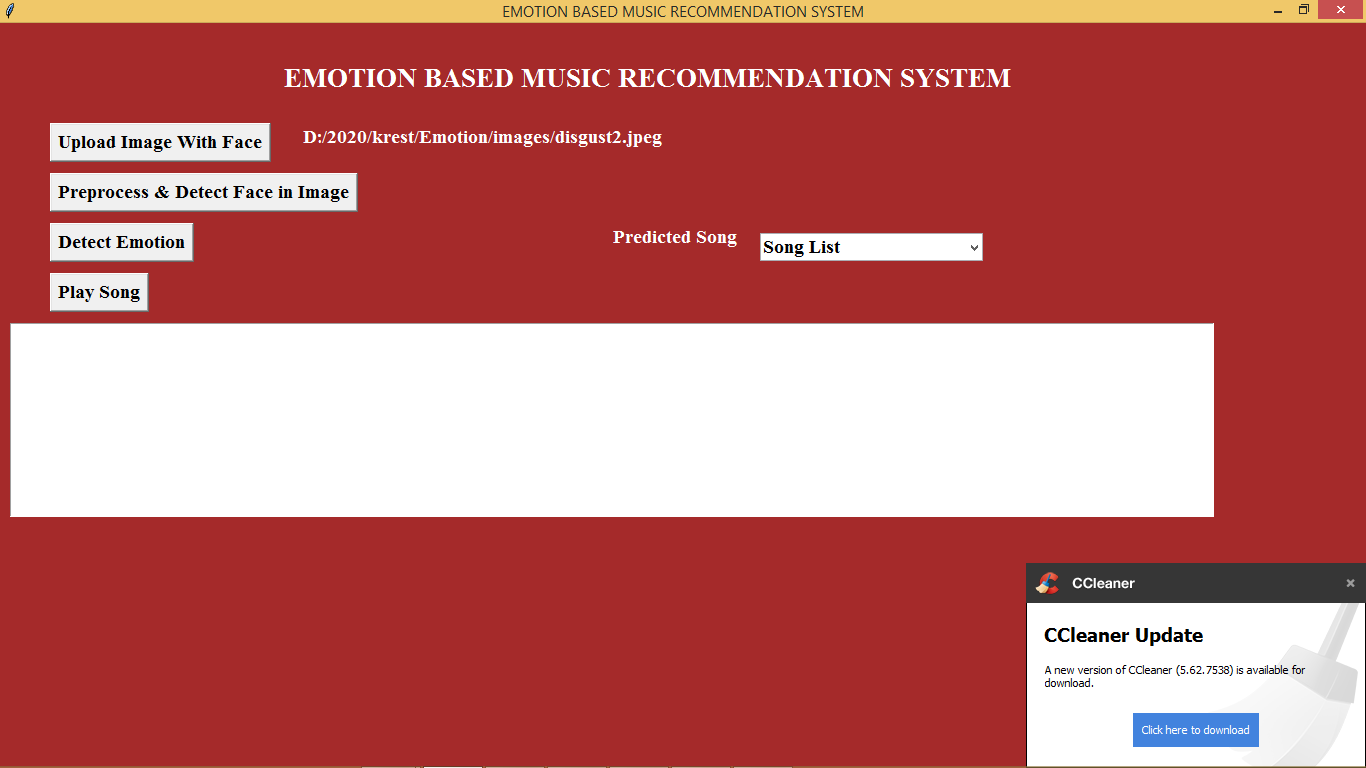 EMOTION BASED MUSIC RECOMMENDATION SYSTEM
EMOTION BASED MUSIC RECOMMENDATION SYSTEM
Upload Image With Face
D:/2020/krest/Emotion/images/disgust2.jpeg
Preprocess & Detect Face in Image
Detect Emotion
Predicted Song
Song List
Play Song
CCleaner
CCleaner Update
A new version of CCleaner (5.62.7538) is available for
download.
Click here to download